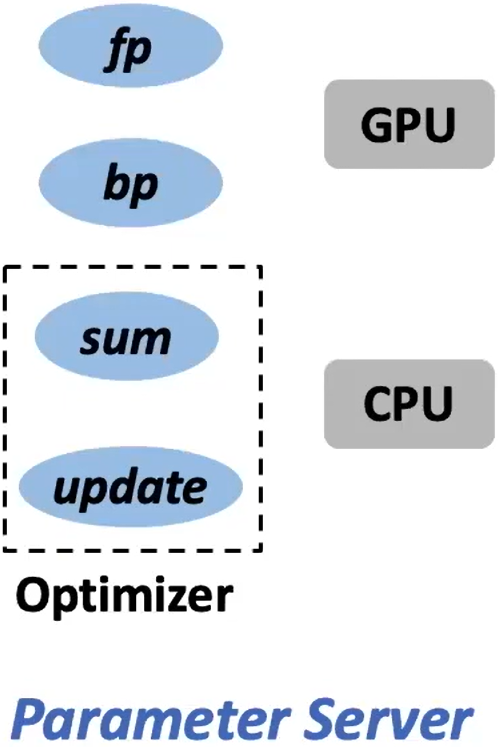 fp
GPU
bp
sum
CPU
update
Optimizer
Parameter Server